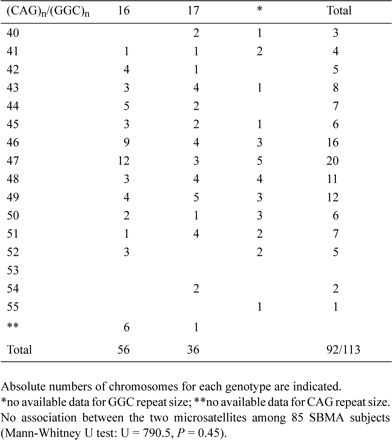 (CAG)n/(GGC)n 16 17 * Total
40 2 1 3
41 1 1 2 4
42 4 1 5
43 3 4 1 8
44 5 2 7
45 3 2 1 6
46 9 4 3 16
47 12 3 5 20
48 3 4 4 11
49 4 5 3 12
50 2 1 3 6
51 1 4 2 7
52 3 2 5
53
54 2 2
55 1 1
** 6 1
Total 56 36 92/113
Absolute numbers of chromosomes for each genotype are indicated.
*no available data for GGC repeat size; **no available data for CAG repeat size.
No association between the two microsatellites among 85 SBMA subjects
(Mann-Whitney U test: U = 790.5, P = 0.45).